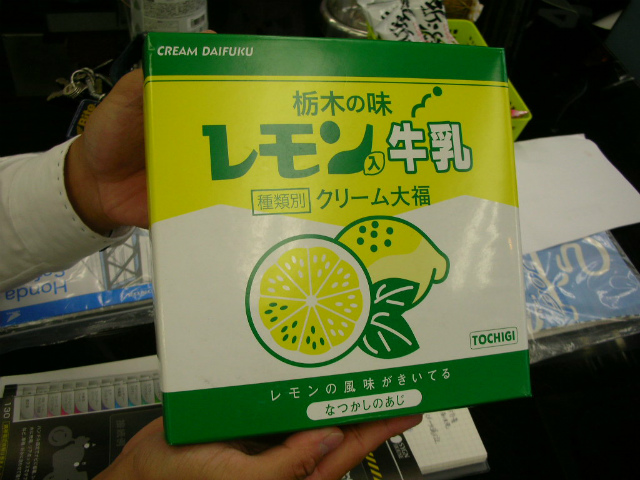 CREAM DAIFUKU
栃木の味
レモン入牛乳
種類別 クリーム大福
TOCHIGI
レモンの風味がきいてる
なつかしのあじ
Honda
130